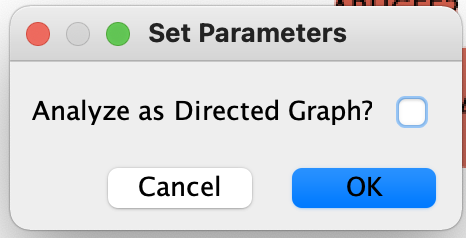 Set Parameters
Analyze as Directed Graph?
Cancel
OK